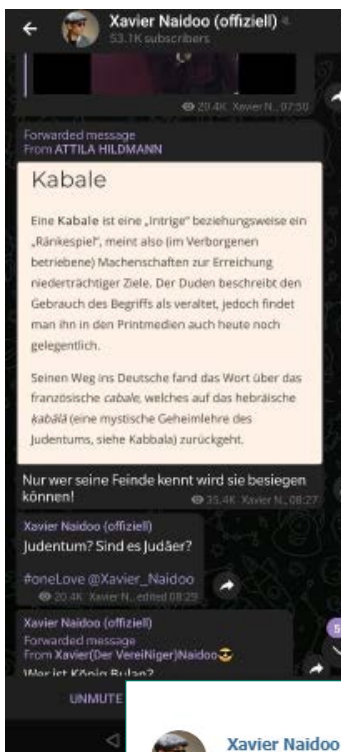 Xavier Naidoo (offiziell)
53.1K subscribers
20.4K Xavier N., 07:50
Forwarded message
From ATTILA HILDMANN
Kabale
Eine Kabale ist eine „Intrige" beziehungsweise ein
„Ränkespiel", meint also (im Verborgenen
betriebene) Machenschaften zur Erreichung
niederträchtiger Ziele. Der Duden beschreibt den
Gebrauch des Begriffs als veraltet, jedoch findet
man ihn in den Printmedien auch heute noch
gelegentlich.
Seinen Weg ins Deutsche fand das Wort über das
französische cabale, welches auf das hebräische
kabălă (eine mystische Geheimlehre des
Judentums, siehe Kabbala) zurückgeht.
Nur wer seine Feinde kennt wird sie besiegen
können!
35.4K Xavier N., 08:27
Xavier Naidoo (offiziell)
Judentum? Sind es Judäer?
#oneLove @Xavier_Naidoo
20.4K Xavier N., edited 08:29
Xavier Naidoo (offiziell)
Forwarded message
From Xavier(Der VereiNiger)Naidoo
Wer ist König Bulan?
5
UNMUTE
Xavier Naidoo